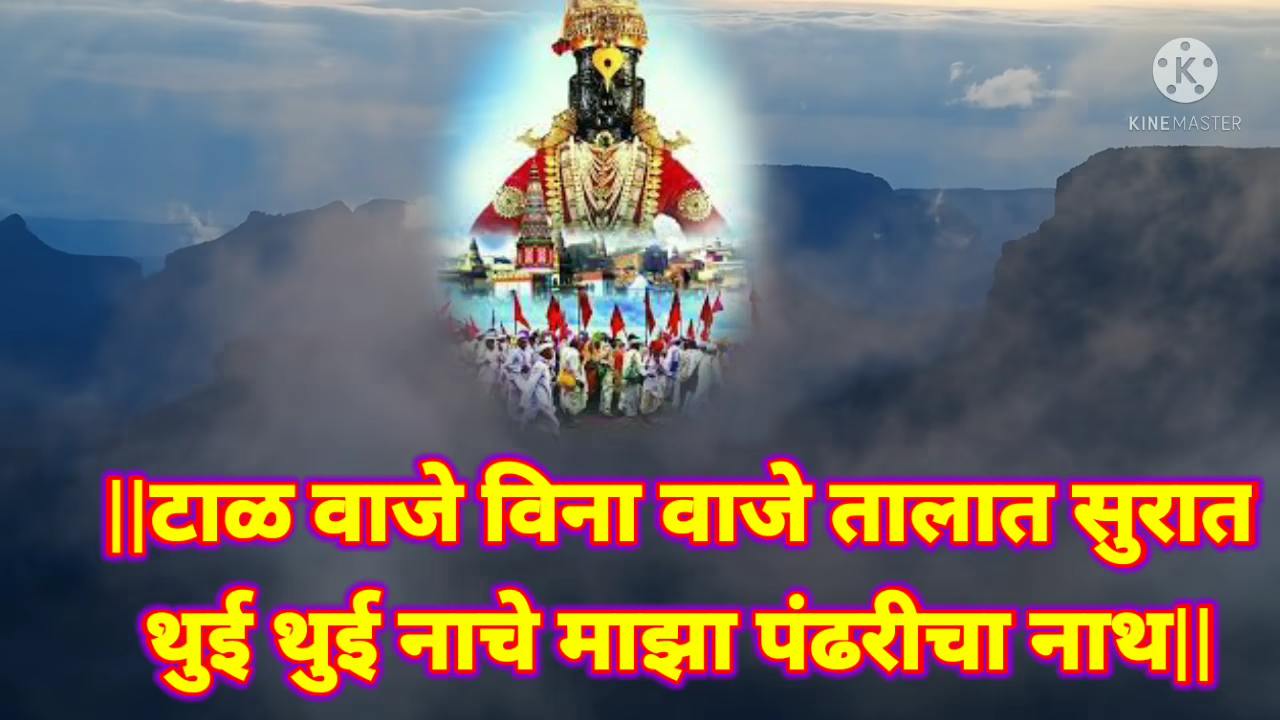 KINEMASTER
||टाळ वाजे विना वाजे तालात सुरात
थुई थुई नाचे माझा पंढरीचा नाथ||